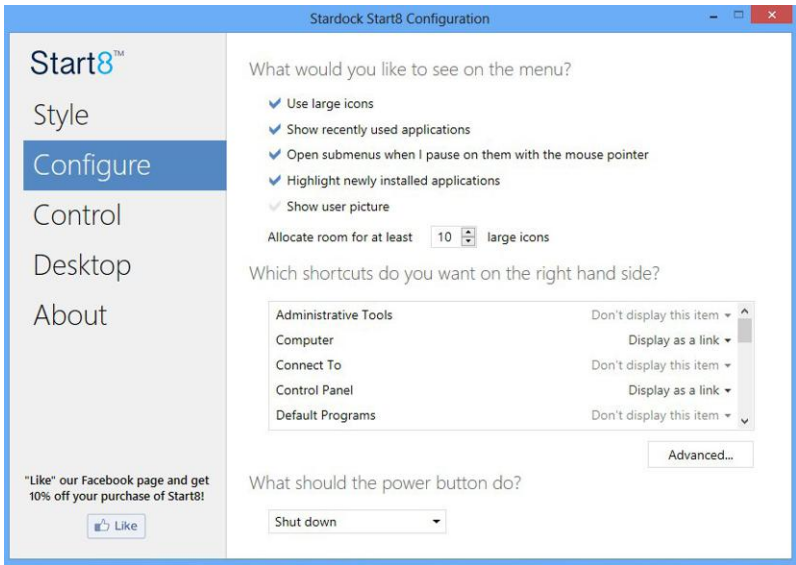 Stardock Start8 Configuration
Start8™
Style
Configure
Control
Desktop
About
"Like" our Facebook page and get
10% off your purchase of Start8!
Like
What would you like to see on the menu?
Use large icons
Show recently used applications
Open submenus when I pause on them with the mouse pointer
Highlight newly installed applications
Show user picture
Allocate room for at least 10 large icons
Which shortcuts do you want on the right hand side?
Administrative Tools Don't display this item
Computer Display as a link
Connect To Don't display this item
Control Panel Display as a link
Default Programs Don't display this item
Advanced...
What should the power button do?
Shut down